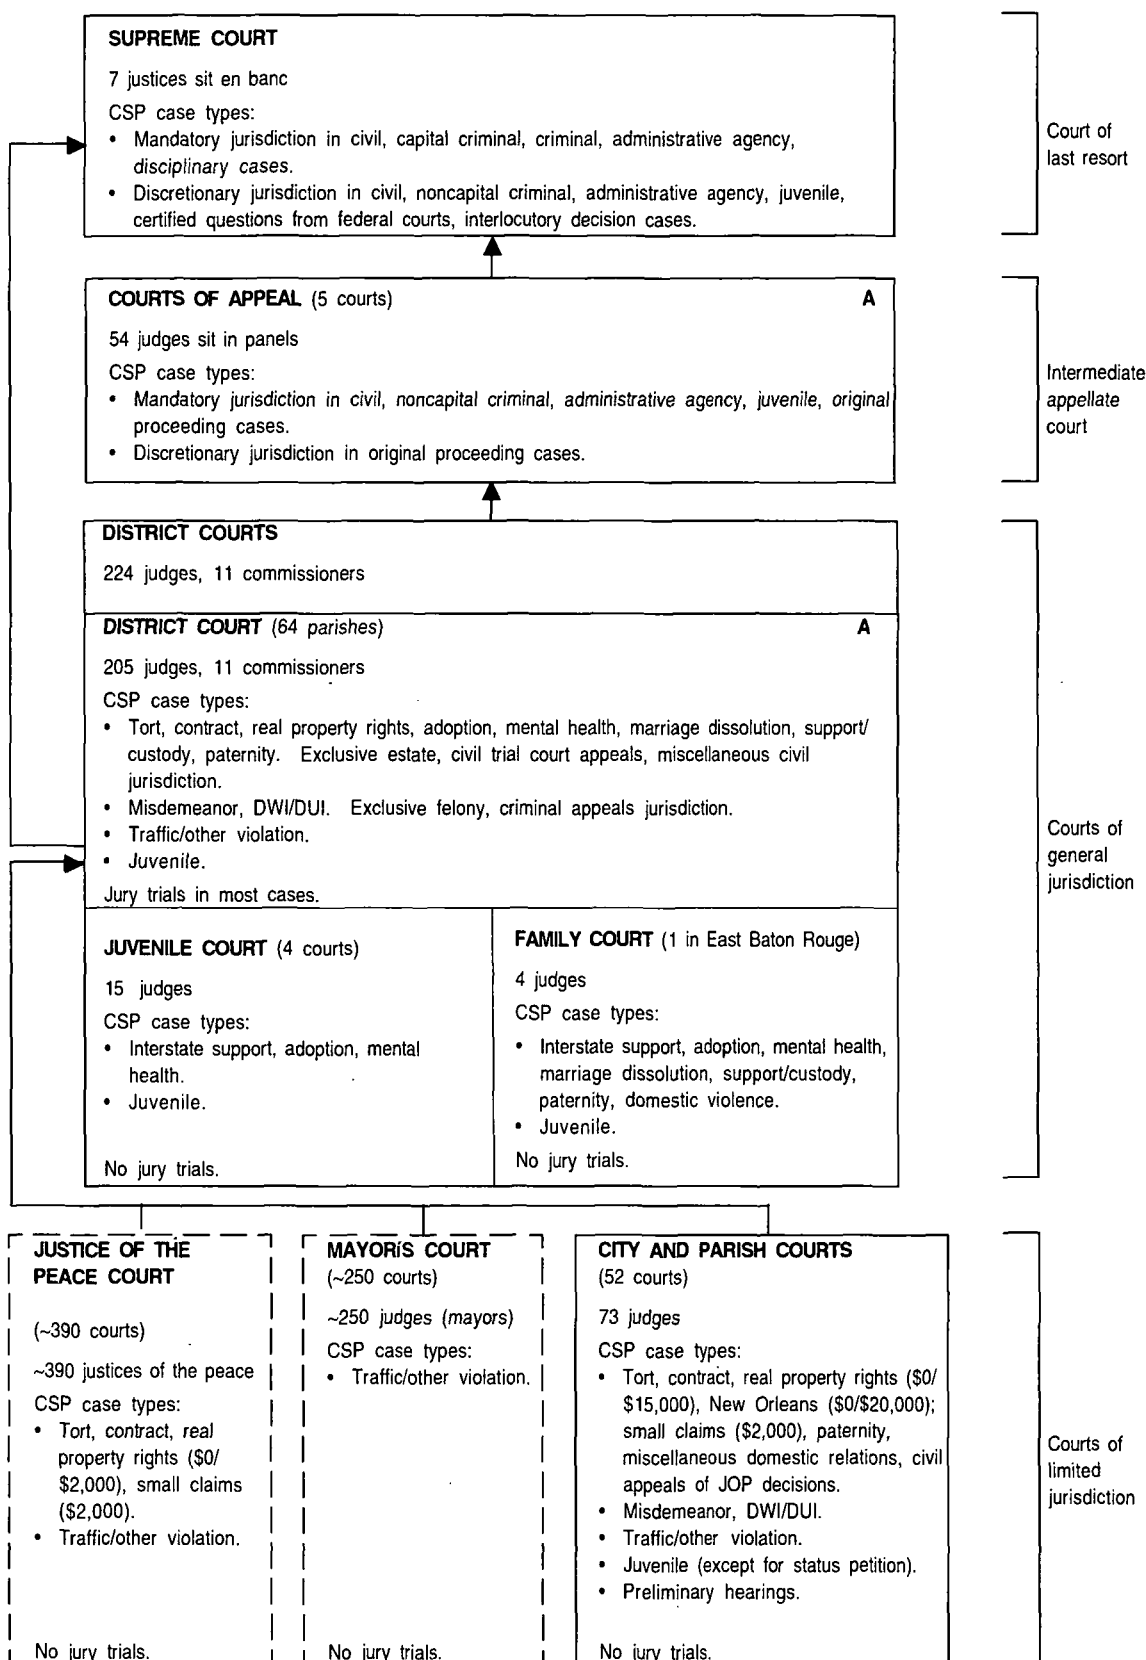 SUPREME COURT
7 justices sit en banc
CSP case types:
• Mandatory jurisdiction in civil, capital criminal, criminal, administrative agency,
disciplinary cases.
• Discretionary jurisdiction in civil, noncapital criminal, administrative agency, juvenile,
certified questions from federal courts, interlocutory decision cases.
Court of
last resort
COURTS OF APPEAL (5 courts) A
54 judges sit in panels
CSP case types:
• Mandatory jurisdiction in civil, noncapital criminal, administrative agency, juvenile, original
proceeding cases.
• Discretionary jurisdiction in original proceeding cases.
Intermediate
appellate
court
DISTRICT COURTS
224 judges, 11 commissioners
DISTRICT COURT (64 parishes) A
205 judges, 11 commissioners
CSP case types:
• Tort, contract, real property rights, adoption, mental health, marriage dissolution, support/
custody, paternity. Exclusive estate, civil trial court appeals, miscellaneous civil
jurisdiction.
• Misdemeanor, DWI/DUI. Exclusive felony, criminal appeals jurisdiction.
• Traffic/other violation.
• Juvenile.
Jury trials in most cases.
JUVENILE COURT (4 courts)
15 judges
CSP case types:
• Interstate support, adoption, mental
health.
• Juvenile.
No jury trials.
FAMILY COURT (1 in East Baton Rouge)
4 judges
CSP case types:
• Interstate support, adoption, mental health,
marriage dissolution, support/custody,
paternity, domestic violence.
• Juvenile.
No jury trials.
Courts of
general
jurisdiction
JUSTICE OF THE
PEACE COURT
(~390 courts)
~390 justices of the peace
CSP case types:
• Tort, contract, real
property rights ($0/
$2,000), small claims
($2,000).
• Traffic/other violation.
No jury trials.
MAYORíS COURT
(~250 courts)
~250 judges (mayors)
CSP case types:
• Traffic/other violation.
No jury trials.
CITY AND PARISH COURTS
(52 courts)
73 judges
CSP case types:
• Tort, contract, real property rights ($0/
$15,000), New Orleans ($0/$20,000);
small claims ($2,000), paternity,
miscellaneous domestic relations, civil
appeals of JOP decisions.
• Misdemeanor, DWI/DUI.
• Traffic/other violation.
• Juvenile (except for status petition).
• Preliminary hearings.
No jury trials.
Courts of
limited
jurisdiction